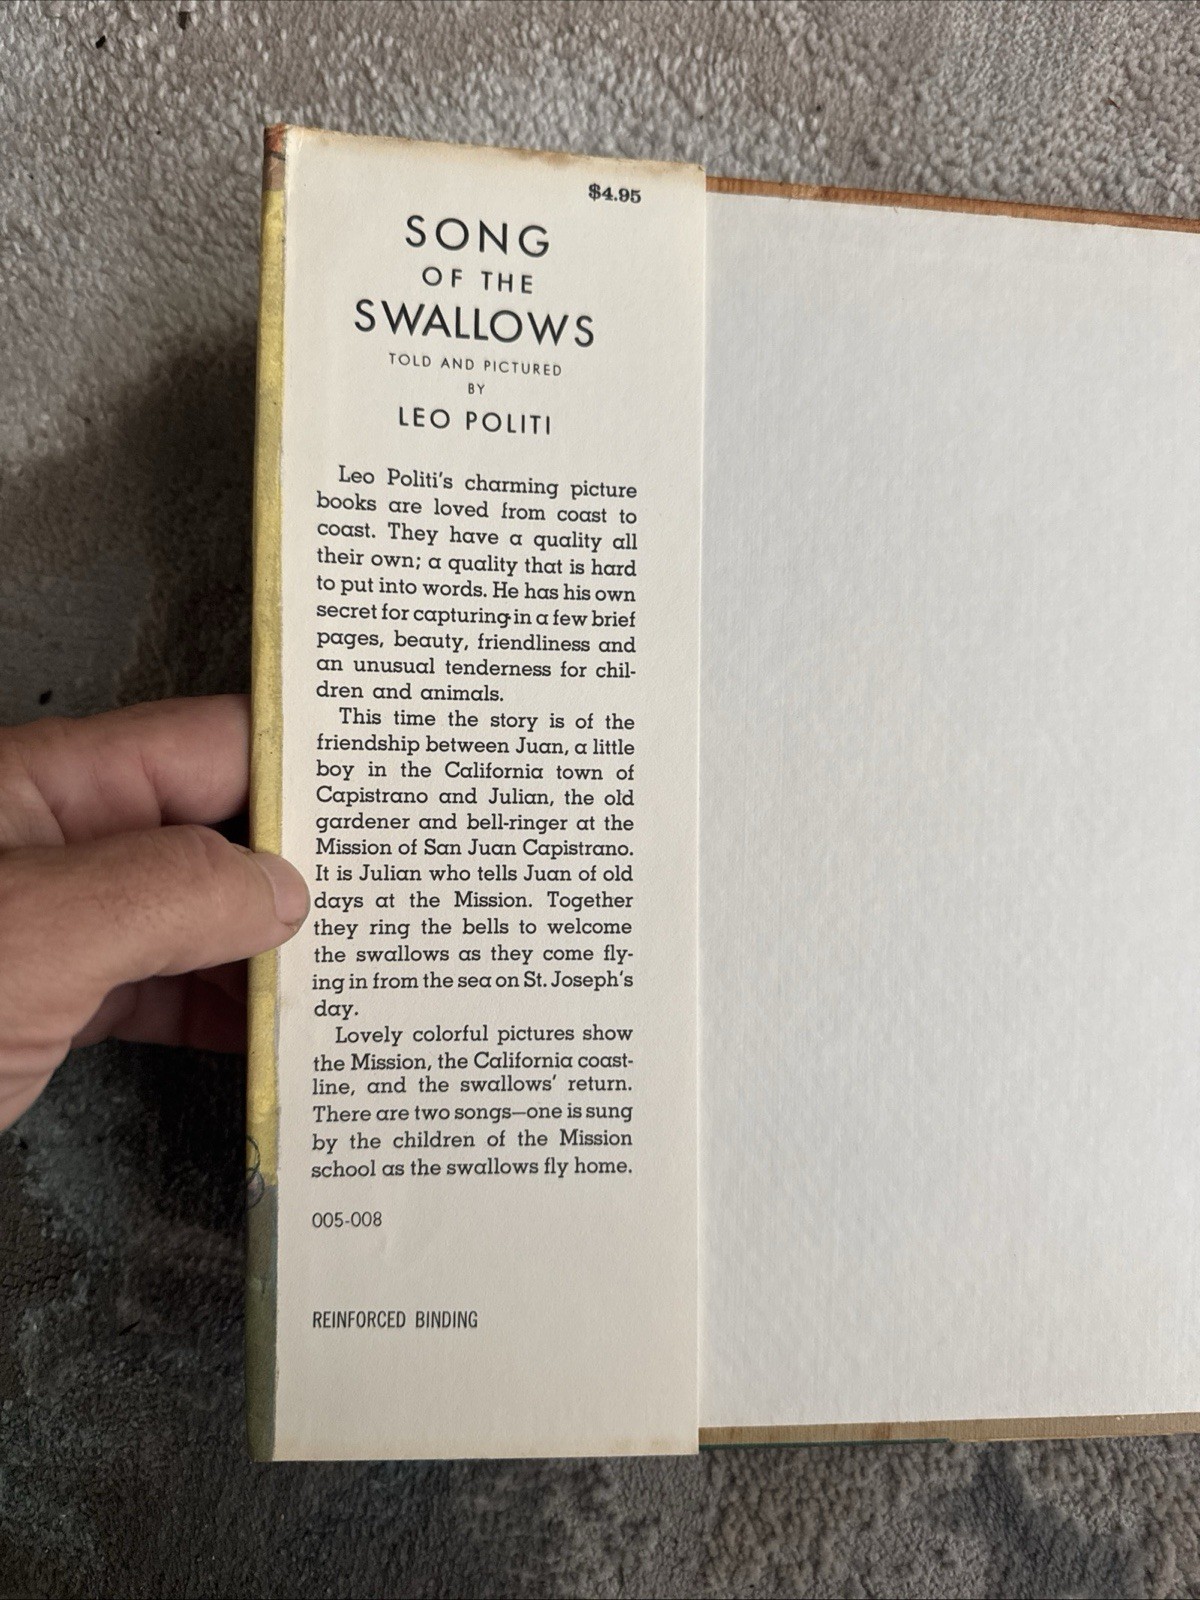 $4.95
SONG
OF THE
SWALLOWS
TOLD AND PICTURED
BY
LEO POLITI
Leo Politi's charming picture
books are loved from coast to
coast. They have a quality all
their own; a quality that is hard
to put into words. He has his own
secret for capturing in a few brief
pages, beauty, friendliness and
an unusual tenderness for chil-
dren and animals.
This time the story is of the
friendship between Juan, a little
boy in the California town of
Capistrano and Julian, the old
gardener and bell-ringer at the
Mission of San Juan Capistrano.
It is Julian who tells Juan of old
days at the Mission. Together
they ring the bells to welcome
the swallows as they come fly-
ing in from the sea on St. Joseph's
day.
Lovely colorful pictures show
the Mission, the California coast-
line, and the swallows' return.
There are two songs—one is sung
by the children of the Mission
school as the swallows fly home.
005-008
REINFORCED BINDING